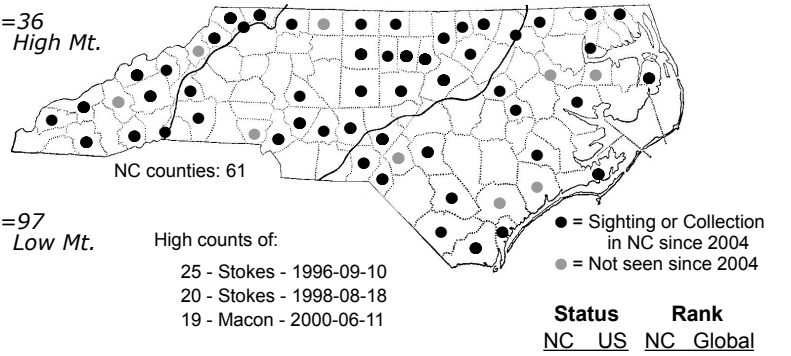 =36
High Mt.
NC counties: 61
=97
Low Mt.
High counts of:
25 - Stokes - 1996-09-10
20 - Stokes - 1998-08-18
19 - Macon - 2000-06-11
= Sighting or Collection
in NC since 2004
= Not seen since 2004
Status Rank
NC US NC Global